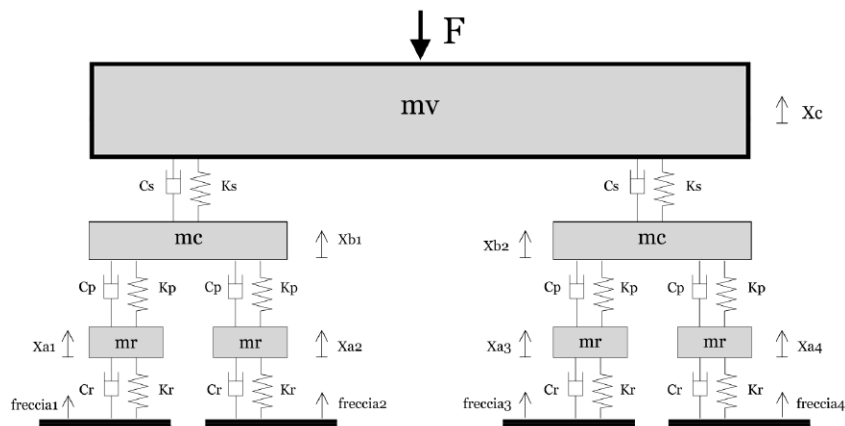 F
mv
Xc
Cs Ks Cs Ks
mc Xb1 Xb2 mc
Cp Kp Cp Kp Cp Kp Cp Kp
Xa1 mr mr Xa2 Xa3 mr mr Xa4
Cr Kr Cr Kr Cr Kr Cr Kr
freccia1 freccia2 freccia3 freccia4